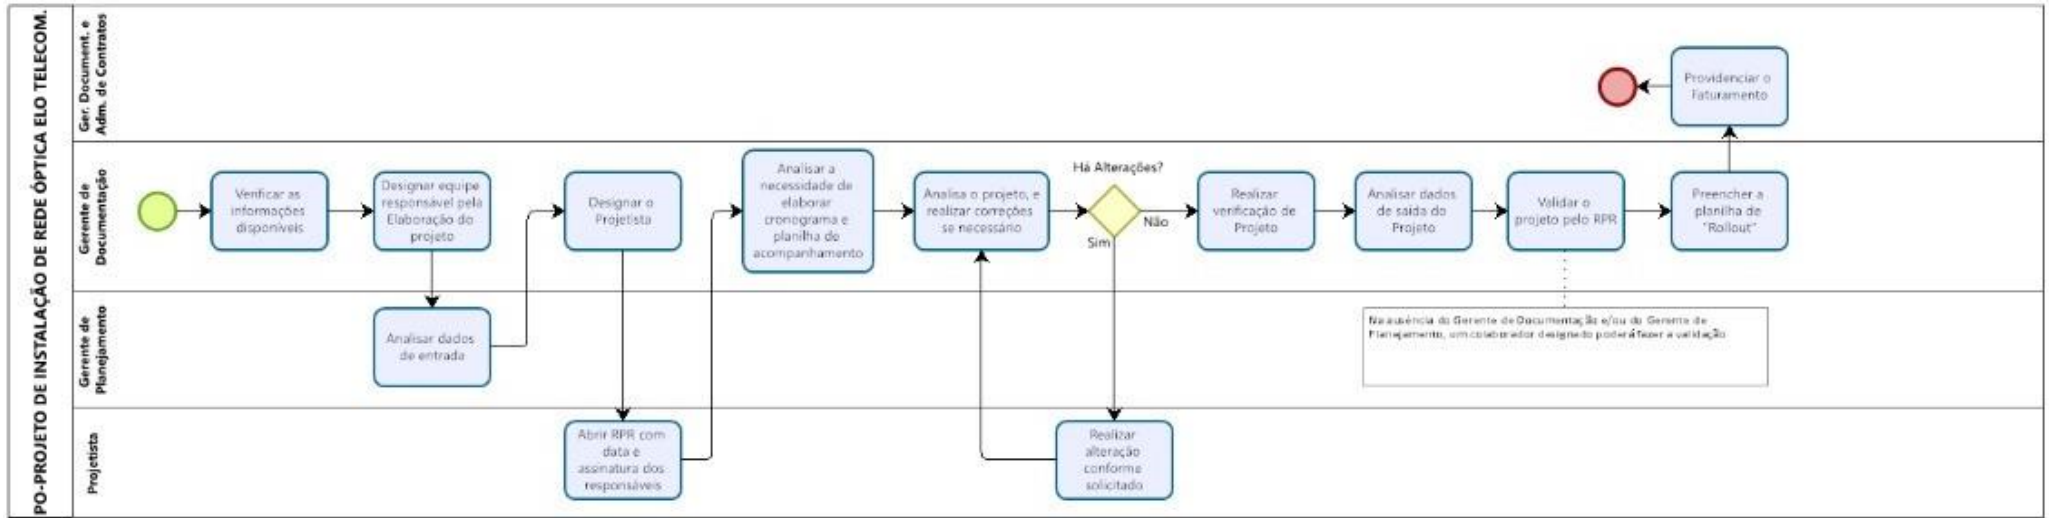 PO-PROJETO DE INSTALAÇÃO DE REDE ÓPTICA ELO TELECOM.
Ger. Document. e
Adm. de Contratos
Providenciar o
Faturamento
Gerente de
Documentação
Verificar as
informações
disponíveis
Designar equipe
responsável pela
Elaboração do
projeto
Designar o
Projetista
Analisar a
necessidade de
elaborar
cronograma e
planilha de
acompanhamento
Analisa o projeto, e
realizar correções
se necessário
Há Alterações?
Não
Sim
Realizar
verificação de
Projeto
Analisar dados
de saída do
Projeto
Validar o
projeto pelo RPR
Preencher a
planilha de
"Rollout"
Gerente de
Planejamento
Analisar dados
de entrada
Na ausência do Gerente de Documentação e/ou do Gerente de
Planejamento, um colaborador designado poderá fazer a validação
Projetista
Abrir RPR com
data e
assinatura dos
responsáveis
Realizar
alteração
conforme
solicitado